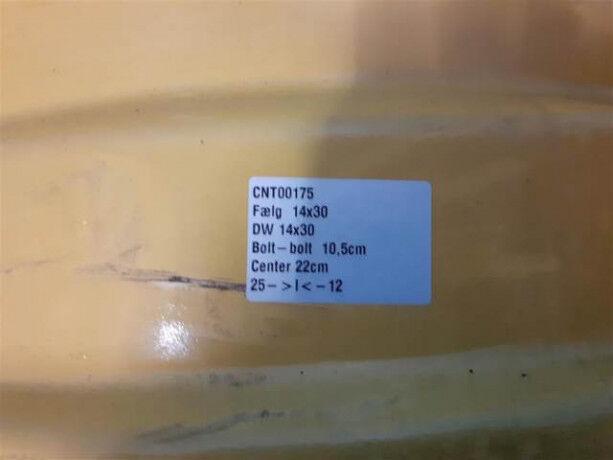 CNT00175
Fælg 14x30
DW 14x30
Bolt-bolt 10,5cm
Center 22cm
25-> I <-12